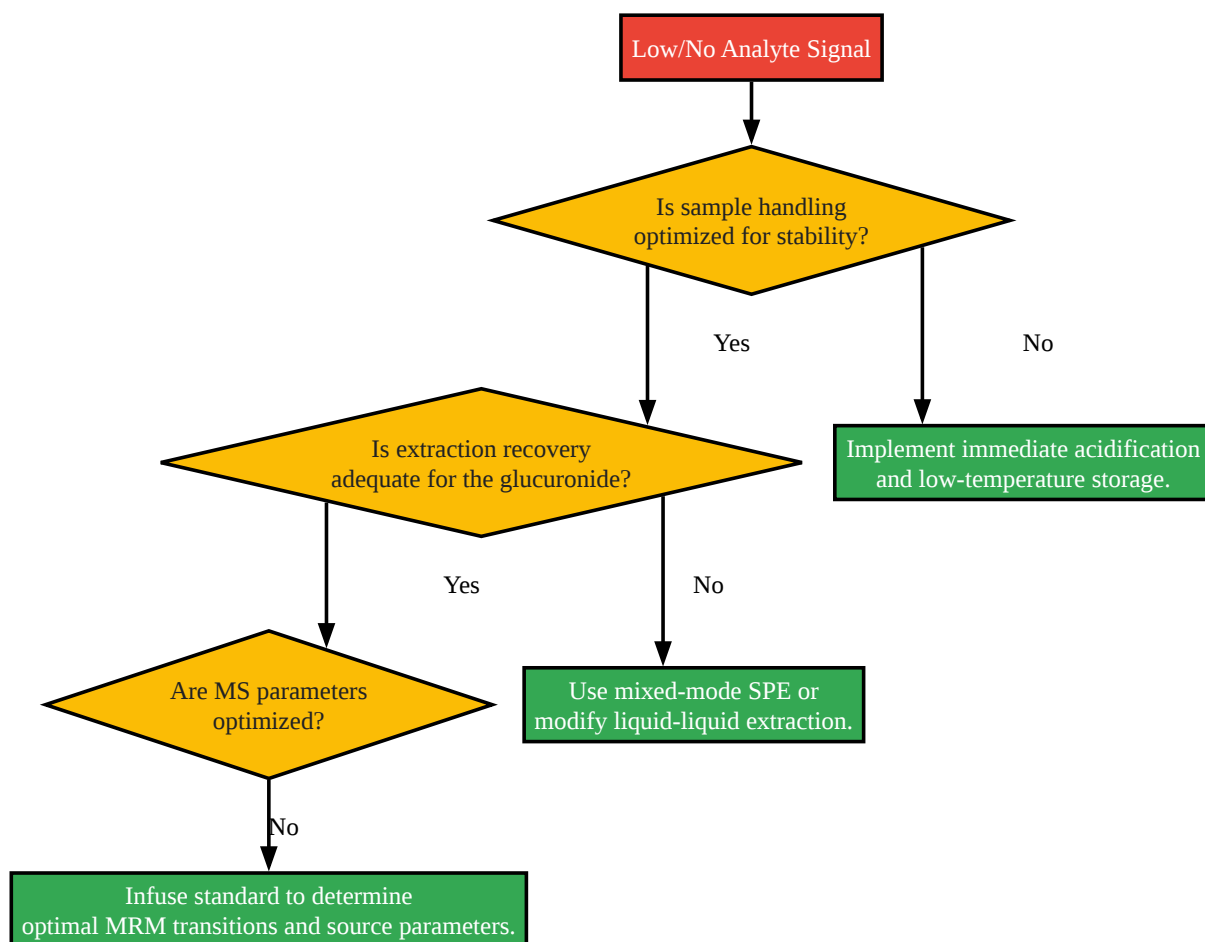 Low/No Analyte Signal
Is sample handling
optimized for stability?
Yes
No
Is extraction recovery
adequate for the glucuronide?
Implement immediate acidification
and low-temperature storage.
Yes
No
Are MS parameters
optimized?
Use mixed-mode SPE or
modify liquid-liquid extraction.
No
Infuse standard to determine
optimal MRM transitions and source parameters.